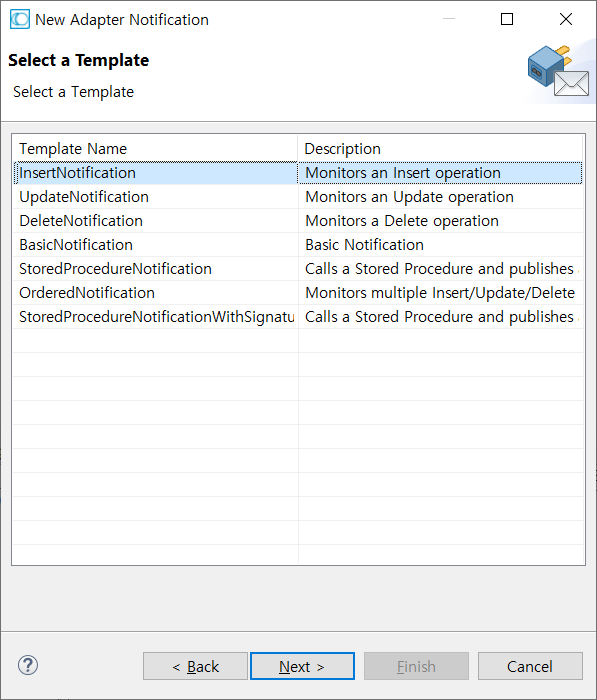 New Adapter Notification
Select a Template
Select a Template
Template Name Description
InsertNotification Monitors an Insert operation
UpdateNotification Monitors an Update operation
DeleteNotification Monitors a Delete operation
BasicNotification Basic Notification
StoredProcedureNotification Calls a Stored Procedure and publishes
OrderedNotification Monitors multiple Insert/Update/Delete
StoredProcedureNotificationWithSignatu Calls a Stored Procedure and publishes
?
< Back Next > Finish Cancel